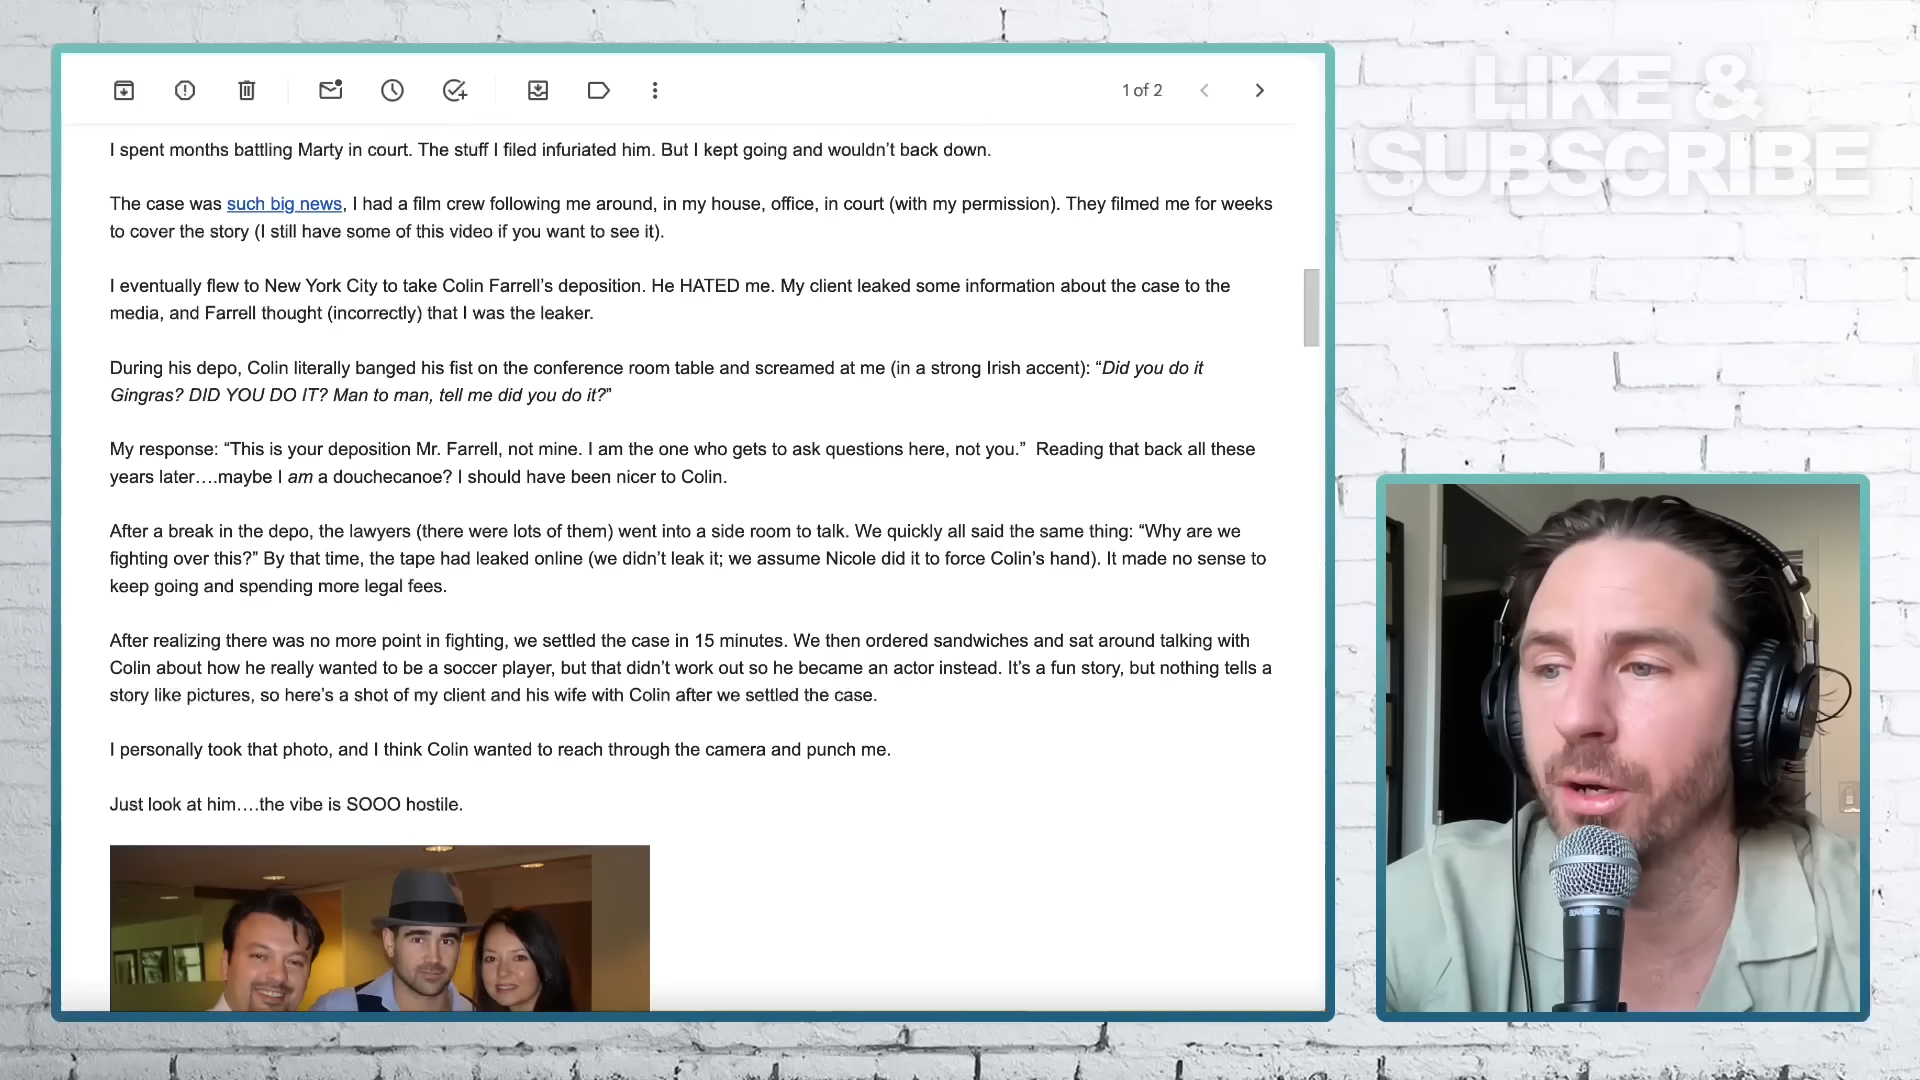 LIKE &
SUBSCRIBE
1 of 2
I spent months battling Marty in court. The stuff I filed infuriated him. But I kept going and wouldn’t back down.
The case was such big news, I had a film crew following me around, in my house, office, in court (with my permission). They filmed me for weeks
to cover the story (I still have some of this video if you want to see it).
I eventually flew to New York City to take Colin Farrell’s deposition. He HATED me. My client leaked some information about the case to the
media, and Farrell thought (incorrectly) that I was the leaker.
During his depo, Colin literally banged his fist on the conference room table and screamed at me (in a strong Irish accent): “Did you do it
Gingras? DID YOU DO IT? Man to man, tell me did you do it?”
My response: “This is your deposition Mr. Farrell, not mine. I am the one who gets to ask questions here, not you.”  Reading that back all these
years later….maybe I am a douchecanoe? I should have been nicer to Colin.
After a break in the depo, the lawyers (there were lots of them) went into a side room to talk. We quickly all said the same thing: “Why are we
fighting over this?” By that time, the tape had leaked online (we didn’t leak it; we assume Nicole did it to force Colin’s hand). It made no sense to
keep going and spending more legal fees.
After realizing there was no more point in fighting, we settled the case in 15 minutes. We then ordered sandwiches and sat around talking with
Colin about how he really wanted to be a soccer player, but that didn’t work out so he became an actor instead. It’s a fun story, but nothing tells a
story like pictures, so here’s a shot of my client and his wife with Colin after we settled the case.
I personally took that photo, and I think Colin wanted to reach through the camera and punch me.
Just look at him….the vibe is SOOO hostile.